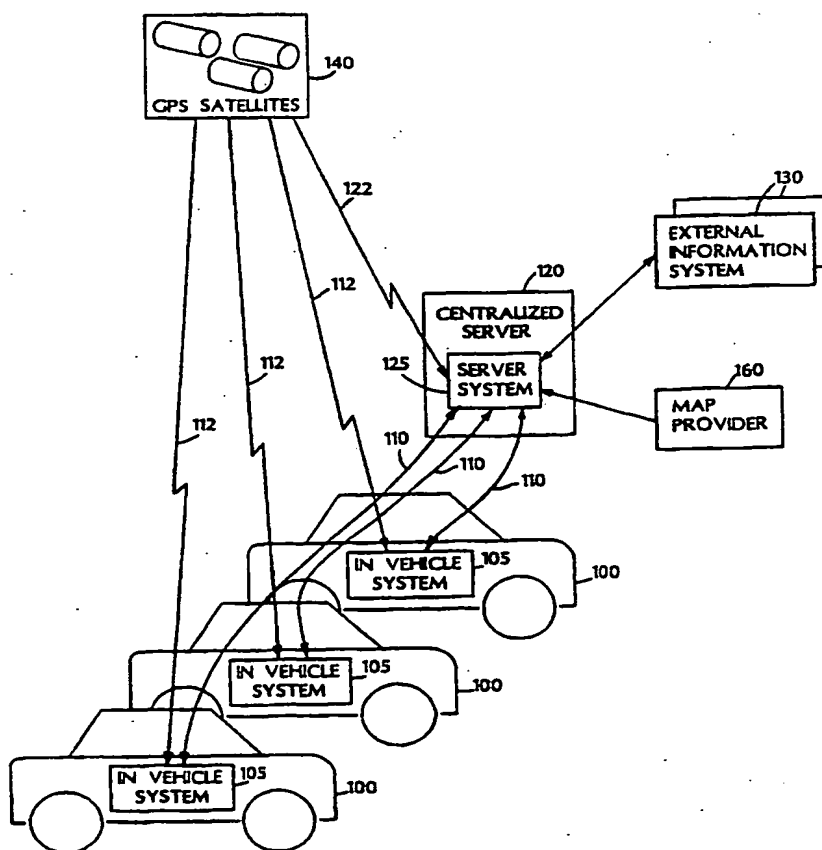 140
GPS SATELLITES
122
130
EXTERNAL
INFORMATION
SYSTEM
112
120
CENTRALIZED
SERVER
125
SERVER
SYSTEM
160
MAP
PROVIDER
112
112
110
110
110
IN VEHICLE
SYSTEM
105
100
IN VEHICLE
SYSTEM
105
100
IN VEHICLE
SYSTEM
105
100